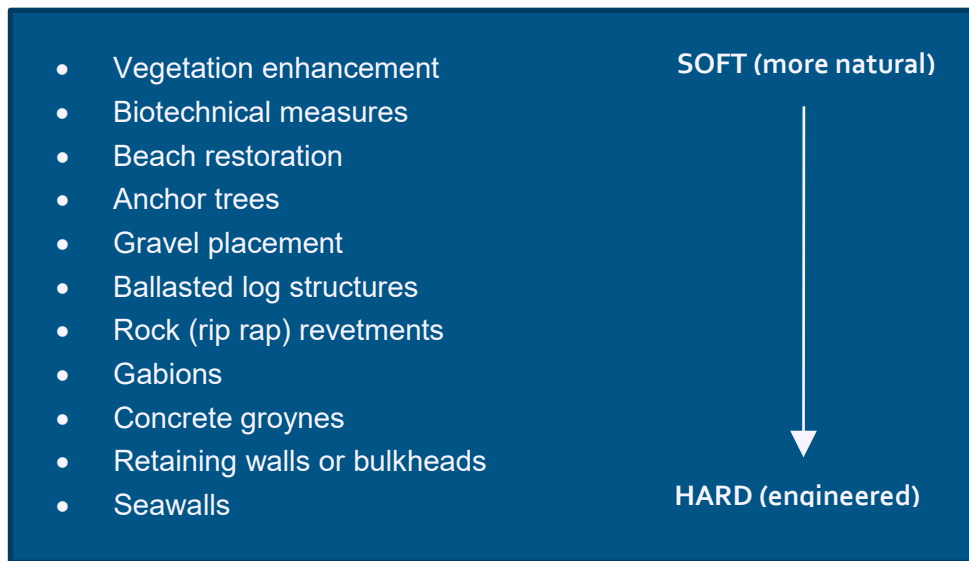 • Vegetation enhancement
• Biotechnical measures
• Beach restoration
• Anchor trees
• Gravel placement
• Ballasted log structures
• Rock (rip rap) revetments
• Gabions
• Concrete groynes
• Retaining walls or bulkheads
• Seawalls
SOFT (more natural)
HARD (engineered)